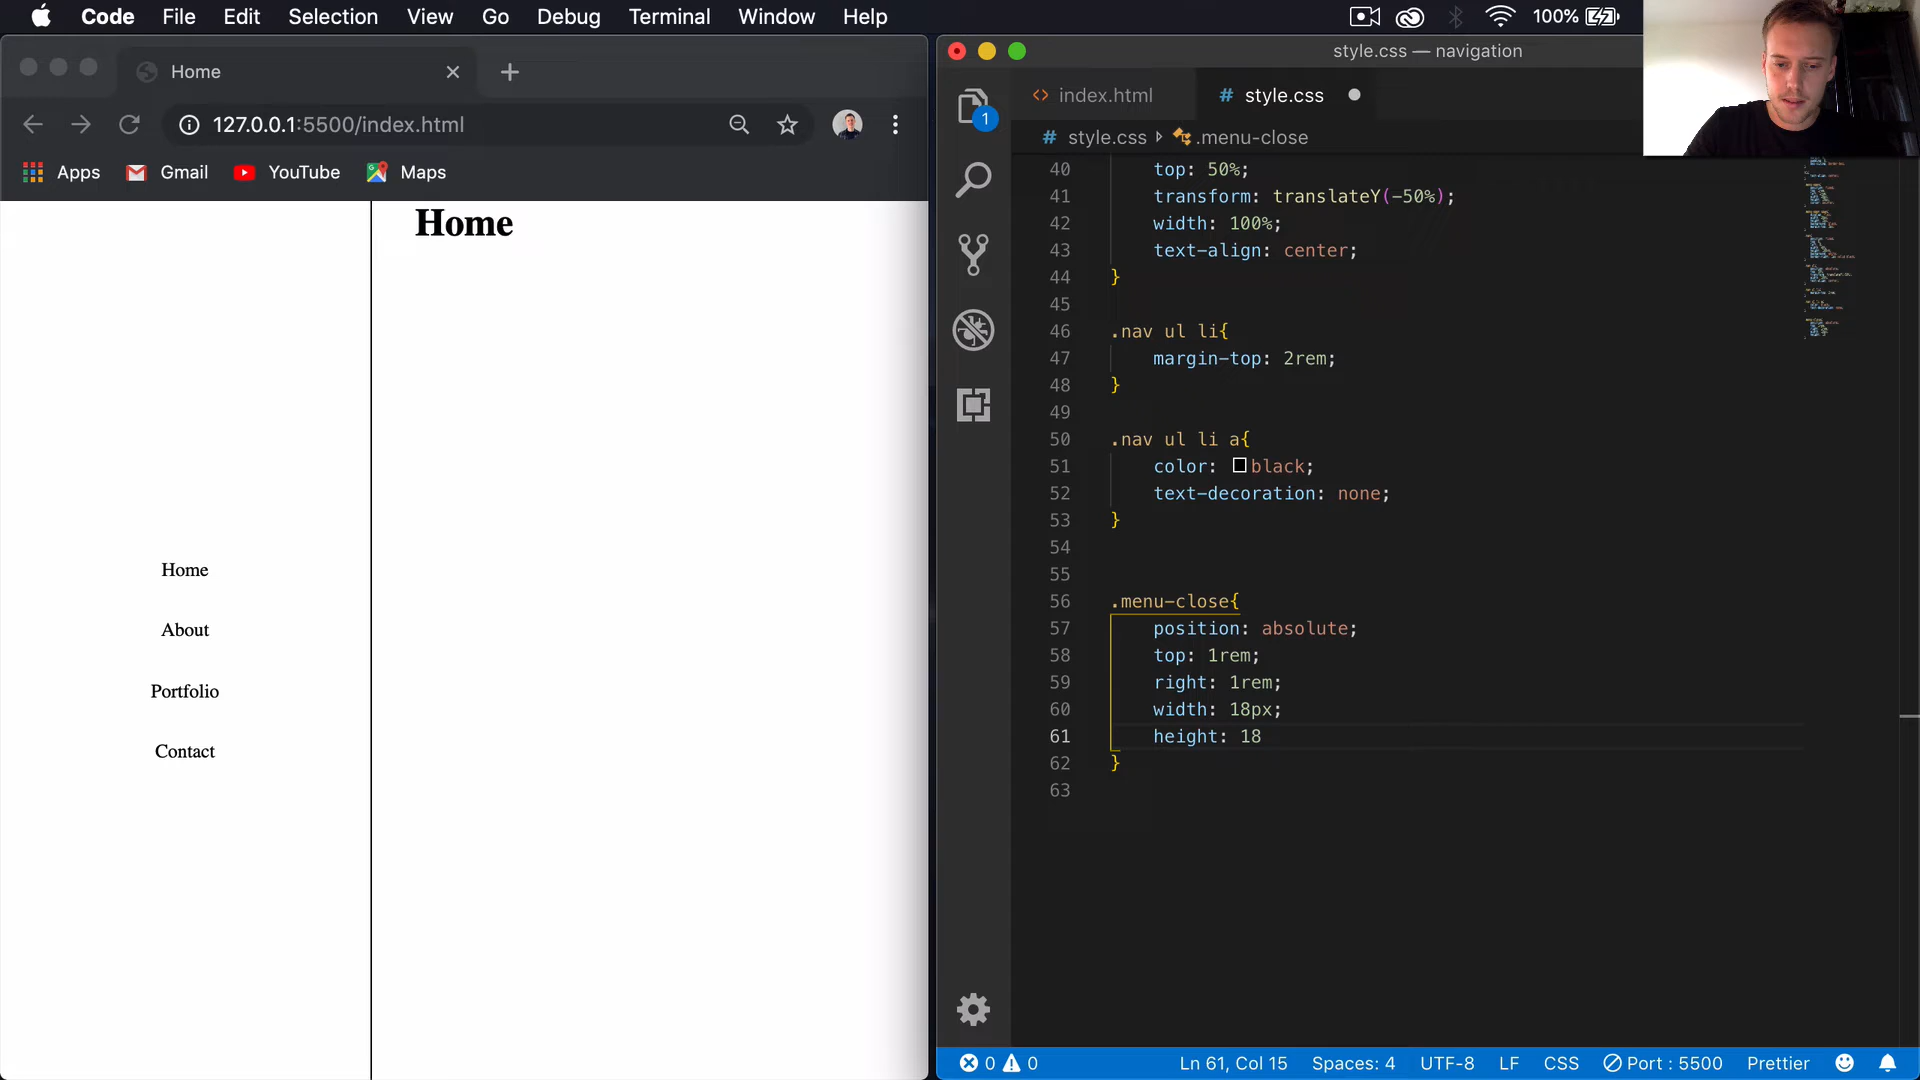 Code File Edit Selection View Go Debug Terminal Window Help 100%
Home
127.0.0.1:5500/index.html
Apps Gmail YouTube Maps
Home
Home
About
Portfolio
Contact
style.css — navigation
index.html # style.css
# style.css .menu-close
1
40 top: 50%;
41 transform: translateY(-50%);
42 width: 100%;
43 text-align: center;
44 }
45
46 .nav ul li{
47 margin-top: 2rem;
48 }
49
50 .nav ul li a{
51 color: black;
52 text-decoration: none;
53 }
54
55
56 .menu-close{
57 position: absolute;
58 top: 1rem;
59 right: 1rem;
60 width: 18px;
61 height: 18
62 }
63
0 0 Ln 61, Col 15 Spaces: 4 UTF-8 LF CSS Port : 5500 Prettier